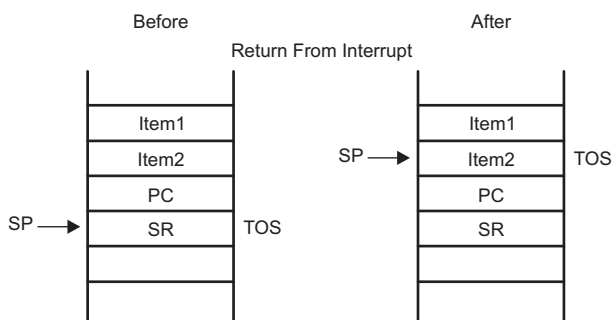 Before
After
Return From Interrupt
Item1
Item2
PC
SP
SR
TOS
Item1
SP
Item2
TOS
PC
SR